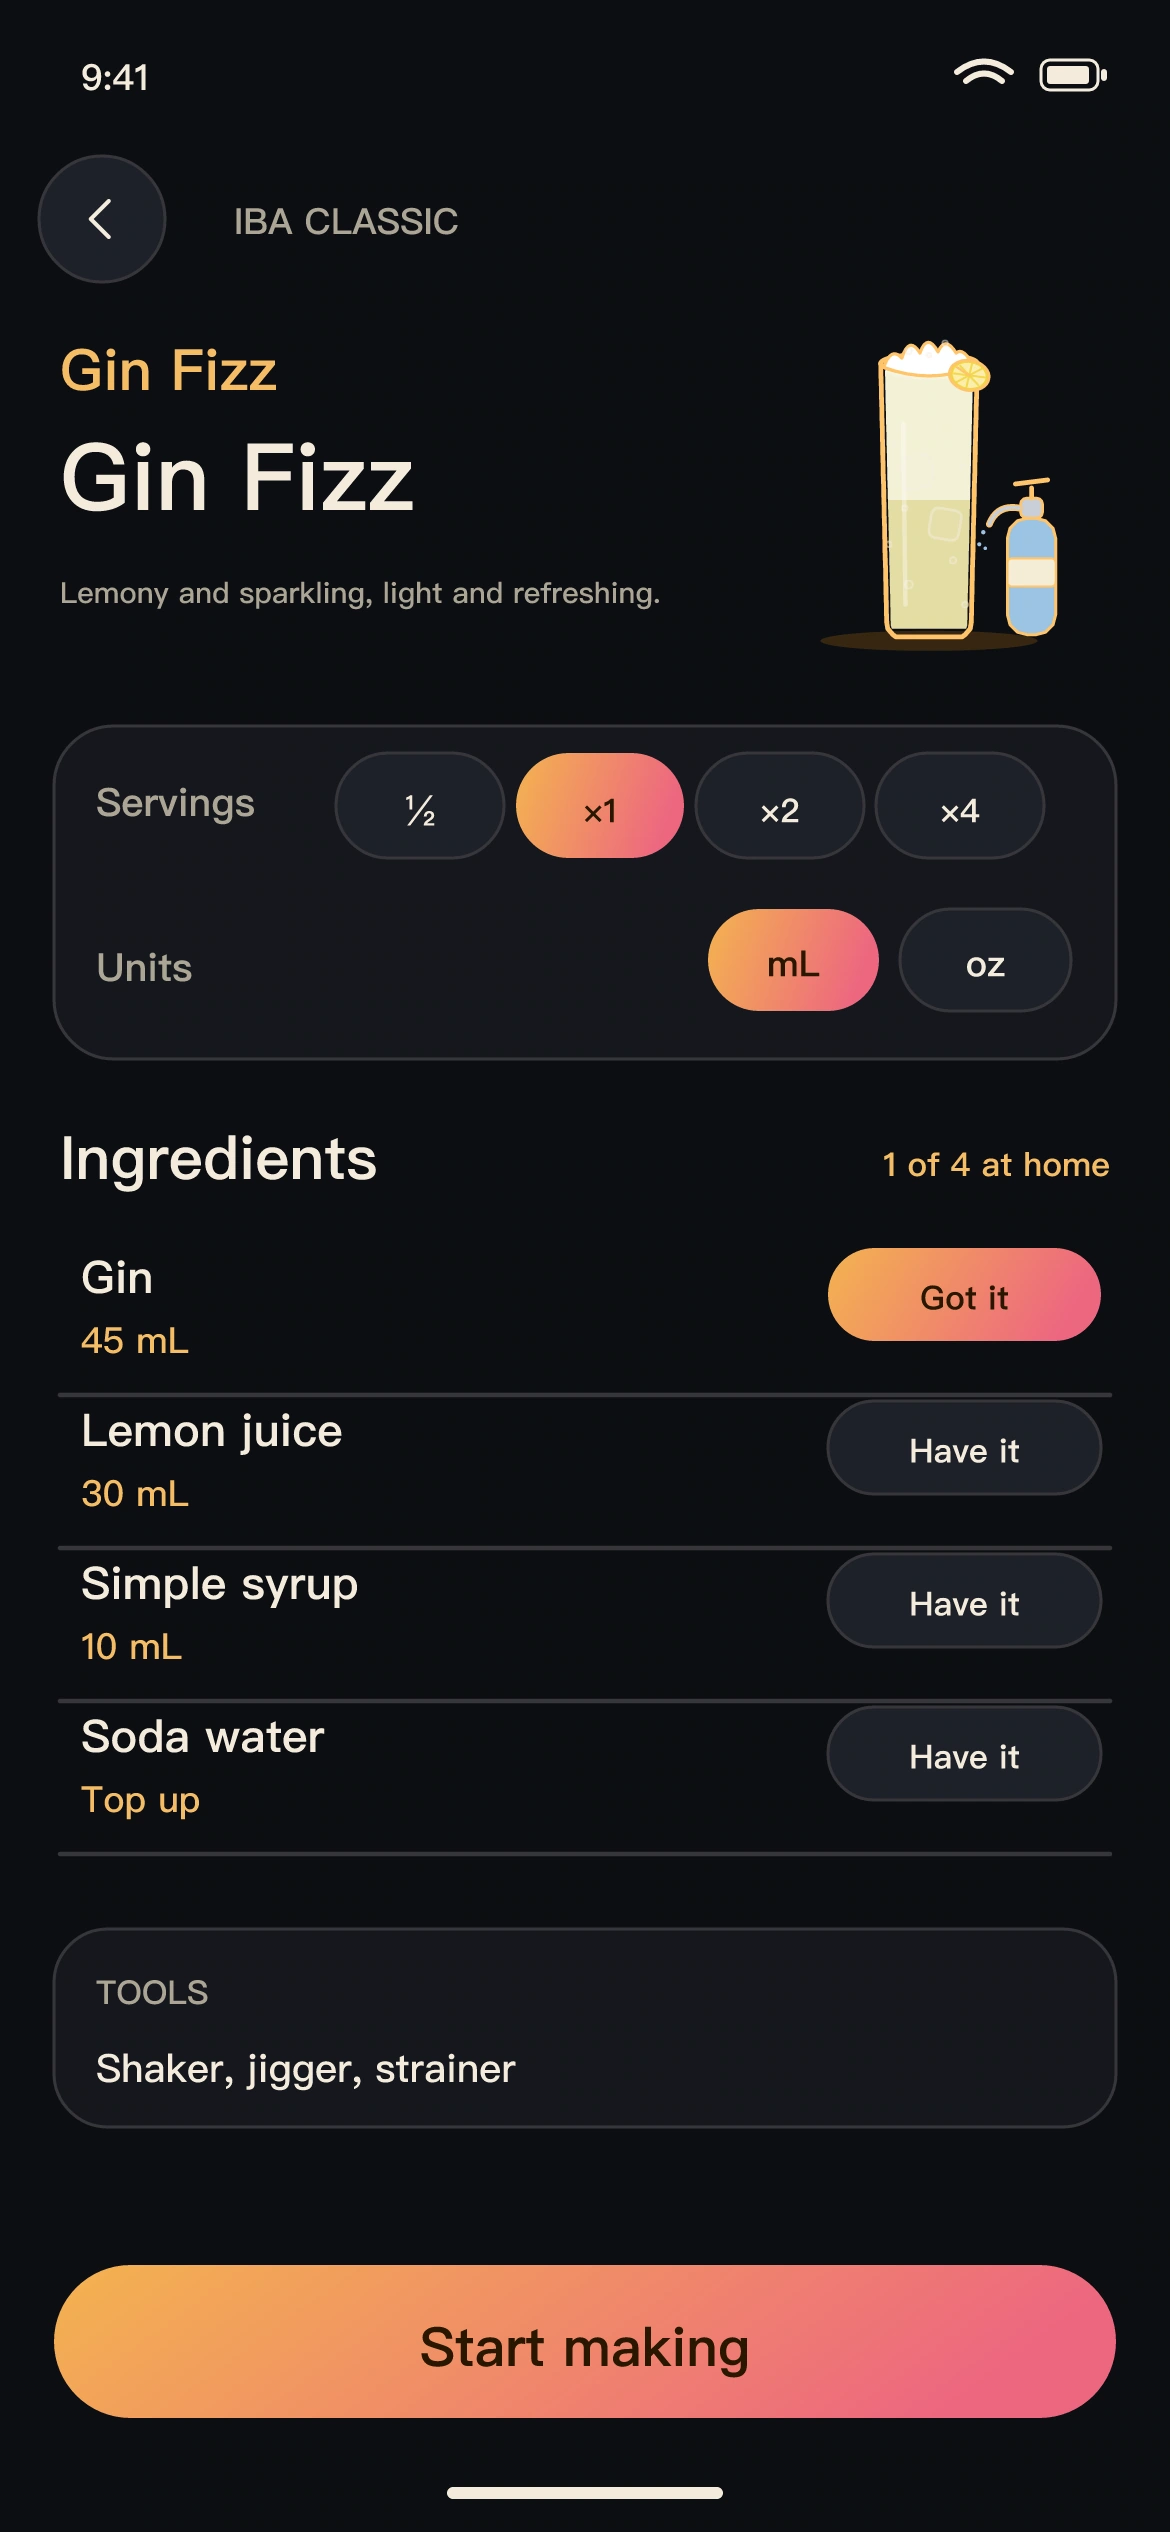 9:41
IBA CLASSIC
Gin Fizz
Gin Fizz
Lemony and sparkling, light and refreshing.
Servings ½ ×1 ×2 ×4
Units mL oz
Ingredients 1 of 4 at home
Gin Got it
45 mL
Lemon juice Have it
30 mL
Simple syrup Have it
10 mL
Soda water Have it
Top up
TOOLS
Shaker, jigger, strainer
Start making